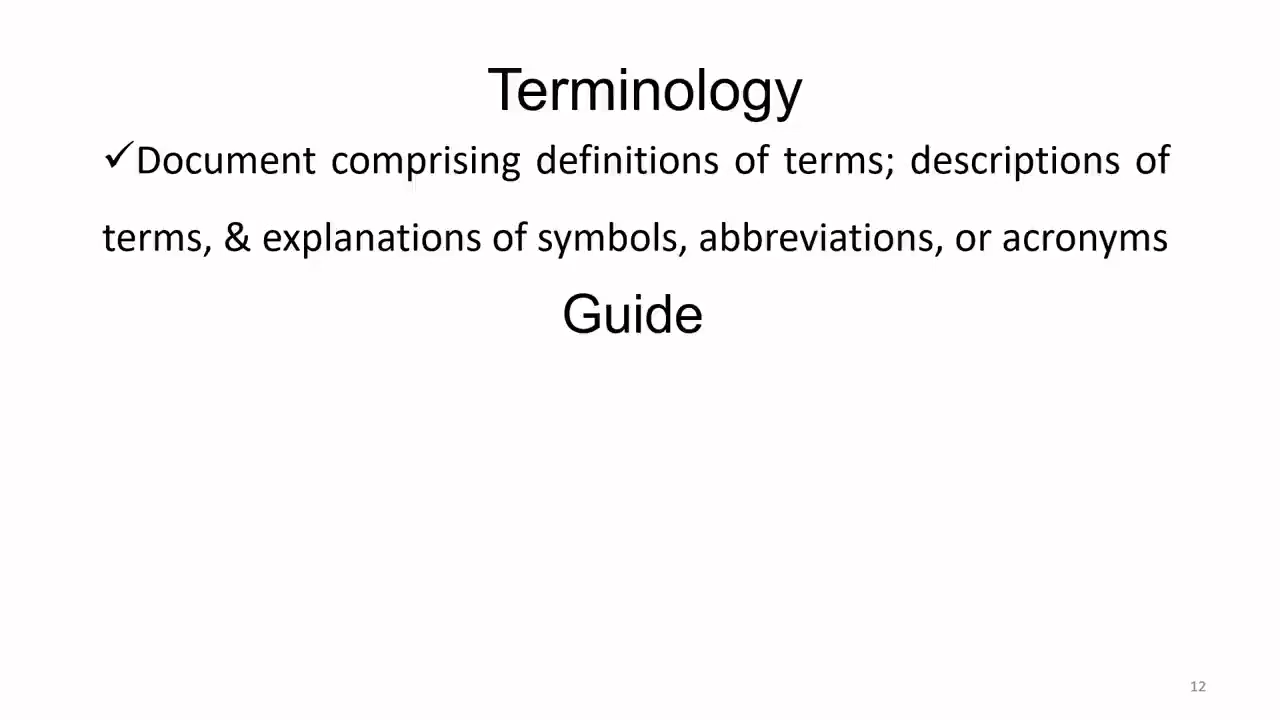 Terminology
✓Document comprising definitions of terms; descriptions of
terms, & explanations of symbols, abbreviations, or acronyms
Guide
12